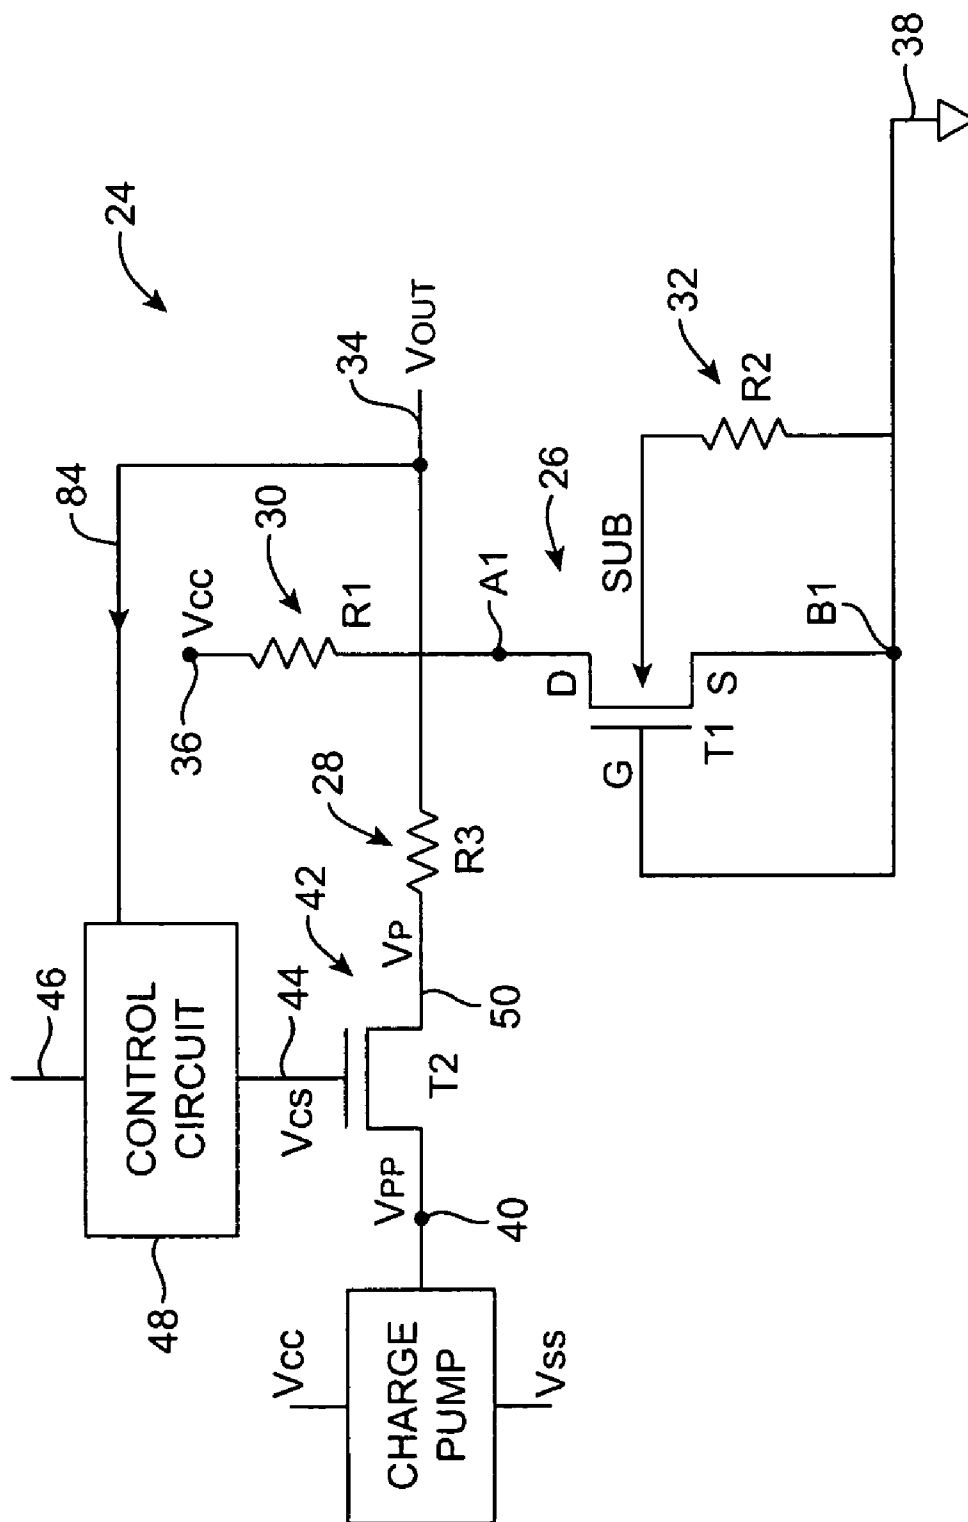 24
46
84
CONTROL
CIRCUIT
48
44
Vcs
36
Vcc
30
R1
34
VOUT
42
28
VP
R3
50
T2
VPP
40
Vcc
CHARGE
PUMP
Vss
A1
26
D
G
S
T1
SUB
32
R2
B1
38